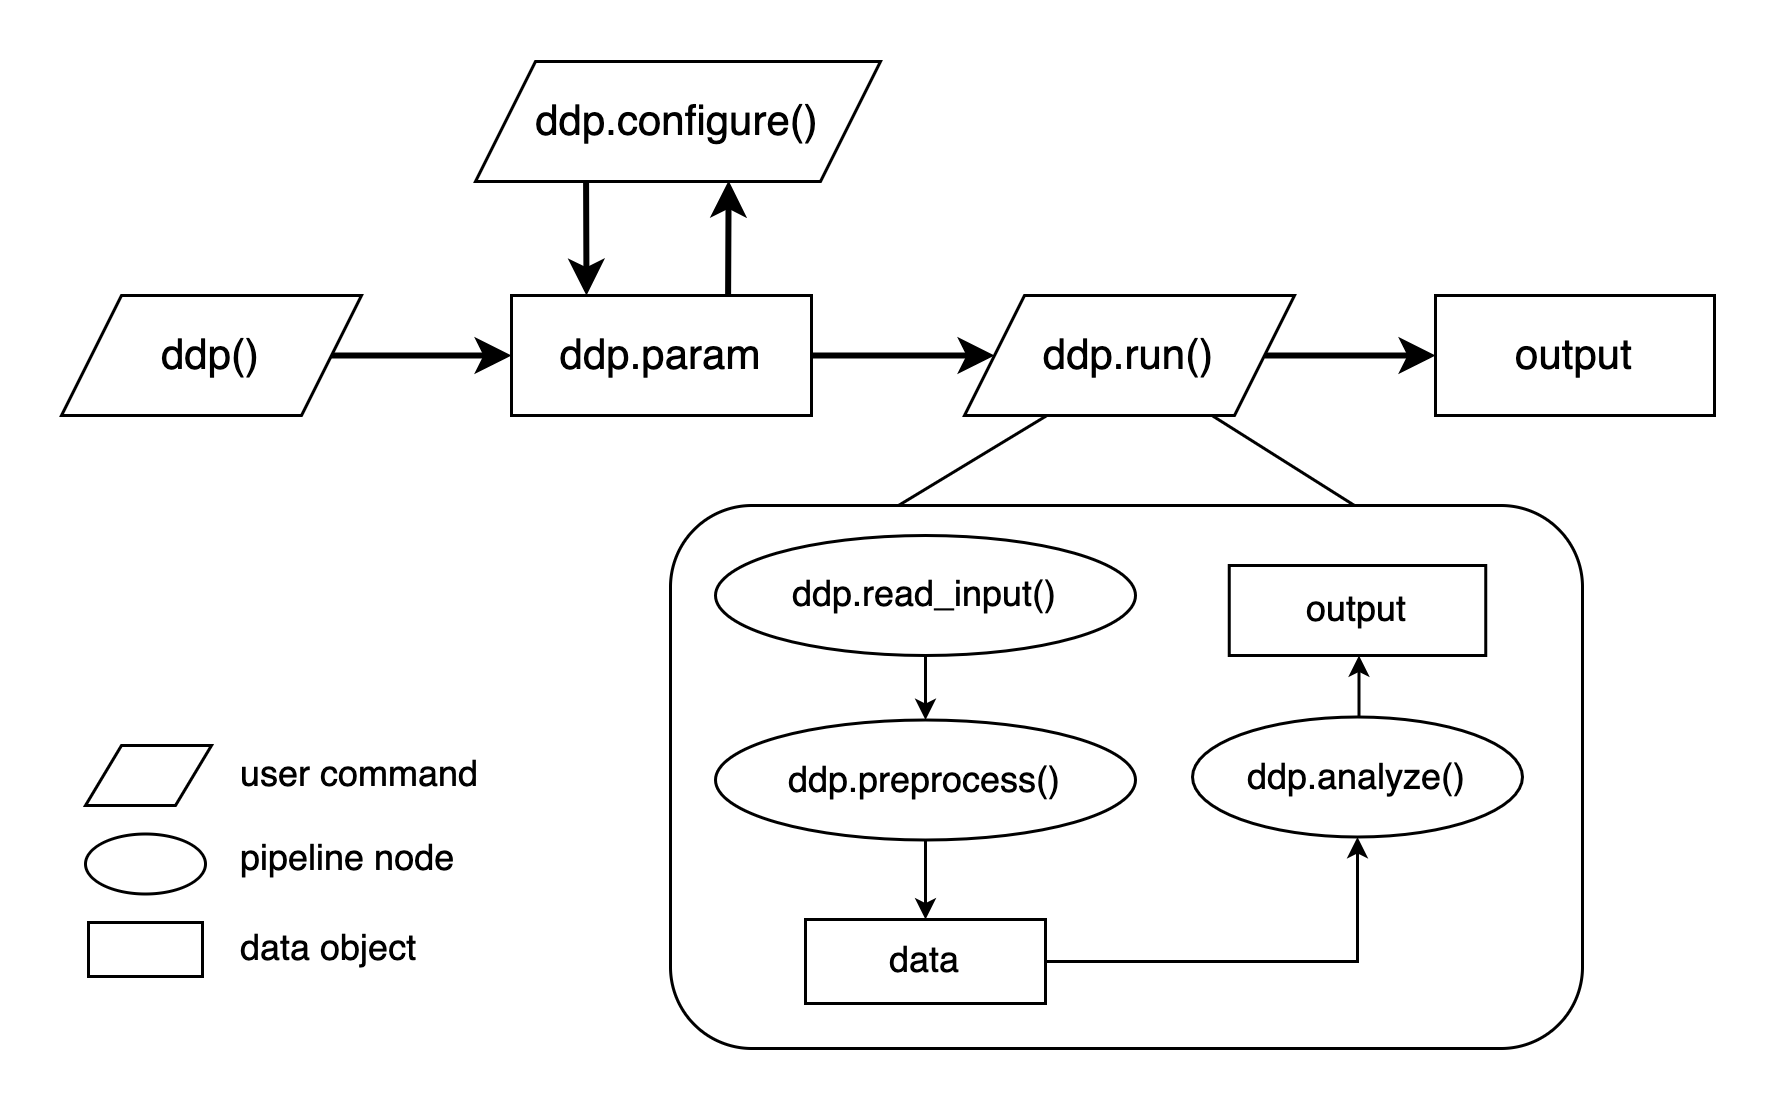 ddp.configure()
ddp()
ddp.param
ddp.run()
output
ddp.read_input()
output
ddp.preprocess()
ddp.analyze()
data
user command
pipeline node
data object